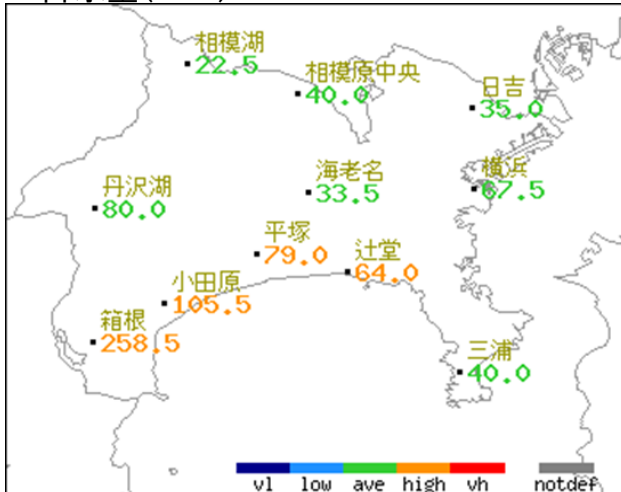 相模湖
22.5
相模原中央
40.0
日吉
35.0
丹沢湖
80.0
海老名
33.5
横浜
67.5
平塚
79.0
辻堂
64.0
小田原
105.5
箱根
258.5
三浦
40.0
vl low ave high vh notdef